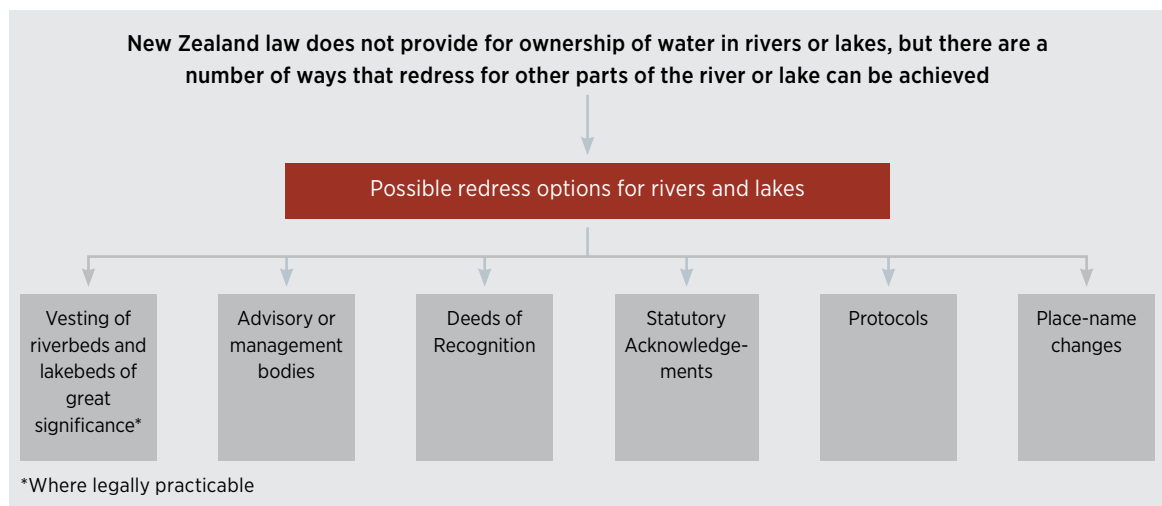 New Zealand law does not provide for ownership of water in rivers or lakes, but there are a
number of ways that redress for other parts of the river or lake can be achieved
Possible redress options for rivers and lakes
Vesting of
riverbeds and
lakebeds of
great
significance*
Advisory or
management
bodies
Deeds of
Recognition
Statutory
Acknowledge-
ments
Protocols
Place-name
changes
*Where legally practicable